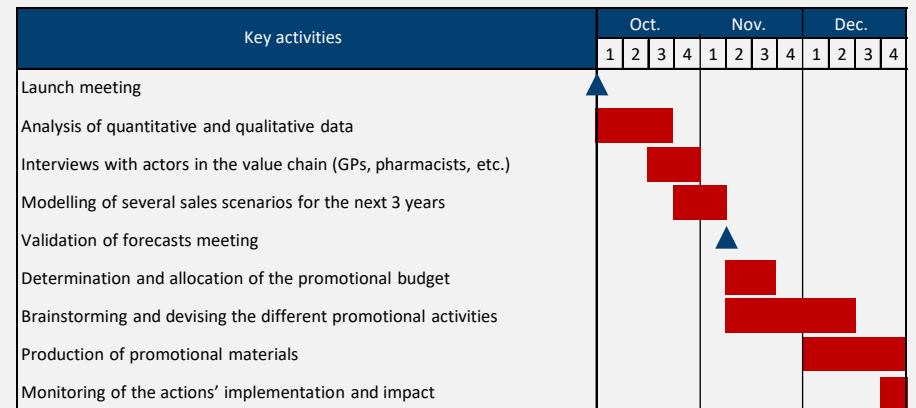 Key activities Oct. Nov. Dec.
1 2 3 4 1 2 3 4 1 2 3 4
Launch meeting
Analysis of quantitative and qualitative data
Interviews with actors in the value chain (GPs, pharmacists, etc.)
Modelling of several sales scenarios for the next 3 years
Validation of forecasts meeting
Determination and allocation of the promotional budget
Brainstorming and devising the different promotional activities
Production of promotional materials
Monitoring of the actions’ implementation and impact